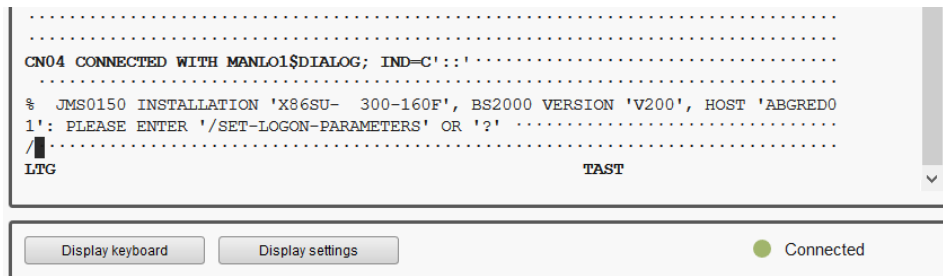 CN04 CONNECTED WITH MANLO1$DIALOG; IND=C'::'
% JMS0150 INSTALLATION 'X86SU- 300-160F', BS2000 VERSION 'V200', HOST 'ABGRED0
1': PLEASE ENTER '/SET-LOGON-PARAMETERS' OR '?'
/
LTG TAST
Display keyboard Display settings Connected